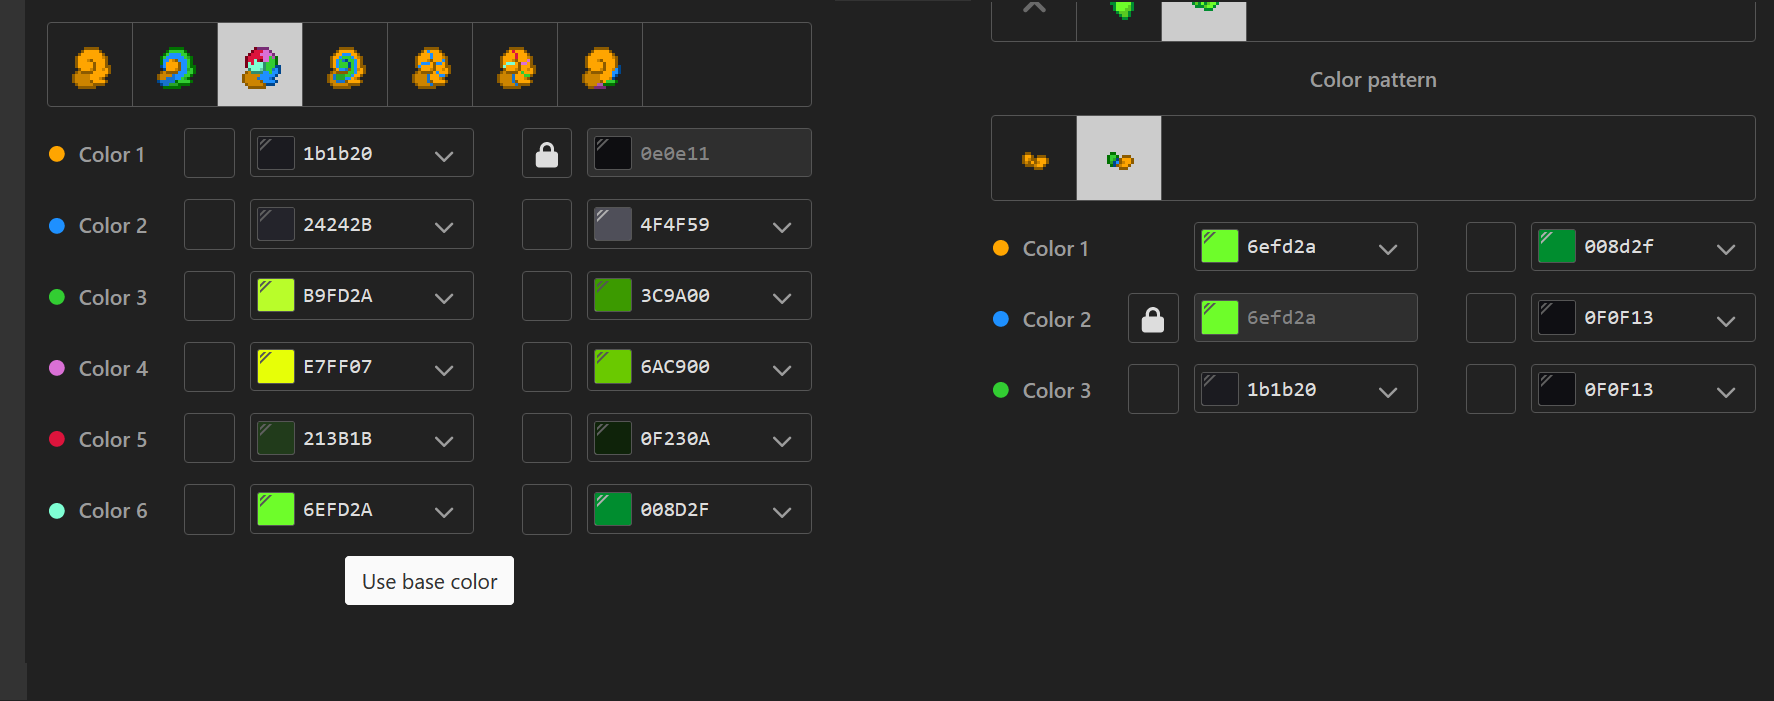 Color 1 1b1b20 0e0e11
Color 2 24242B 4F4F59
Color 3 B9FD2A 3C9A00
Color 4 E7FF07 6AC900
Color 5 213B1B 0F230A
Color 6 6EFD2A 008D2F
Use base color
Color pattern
Color 1 6efd2a 008d2f
Color 2 6efd2a 0F0F13
Color 3 1b1b20 0F0F13